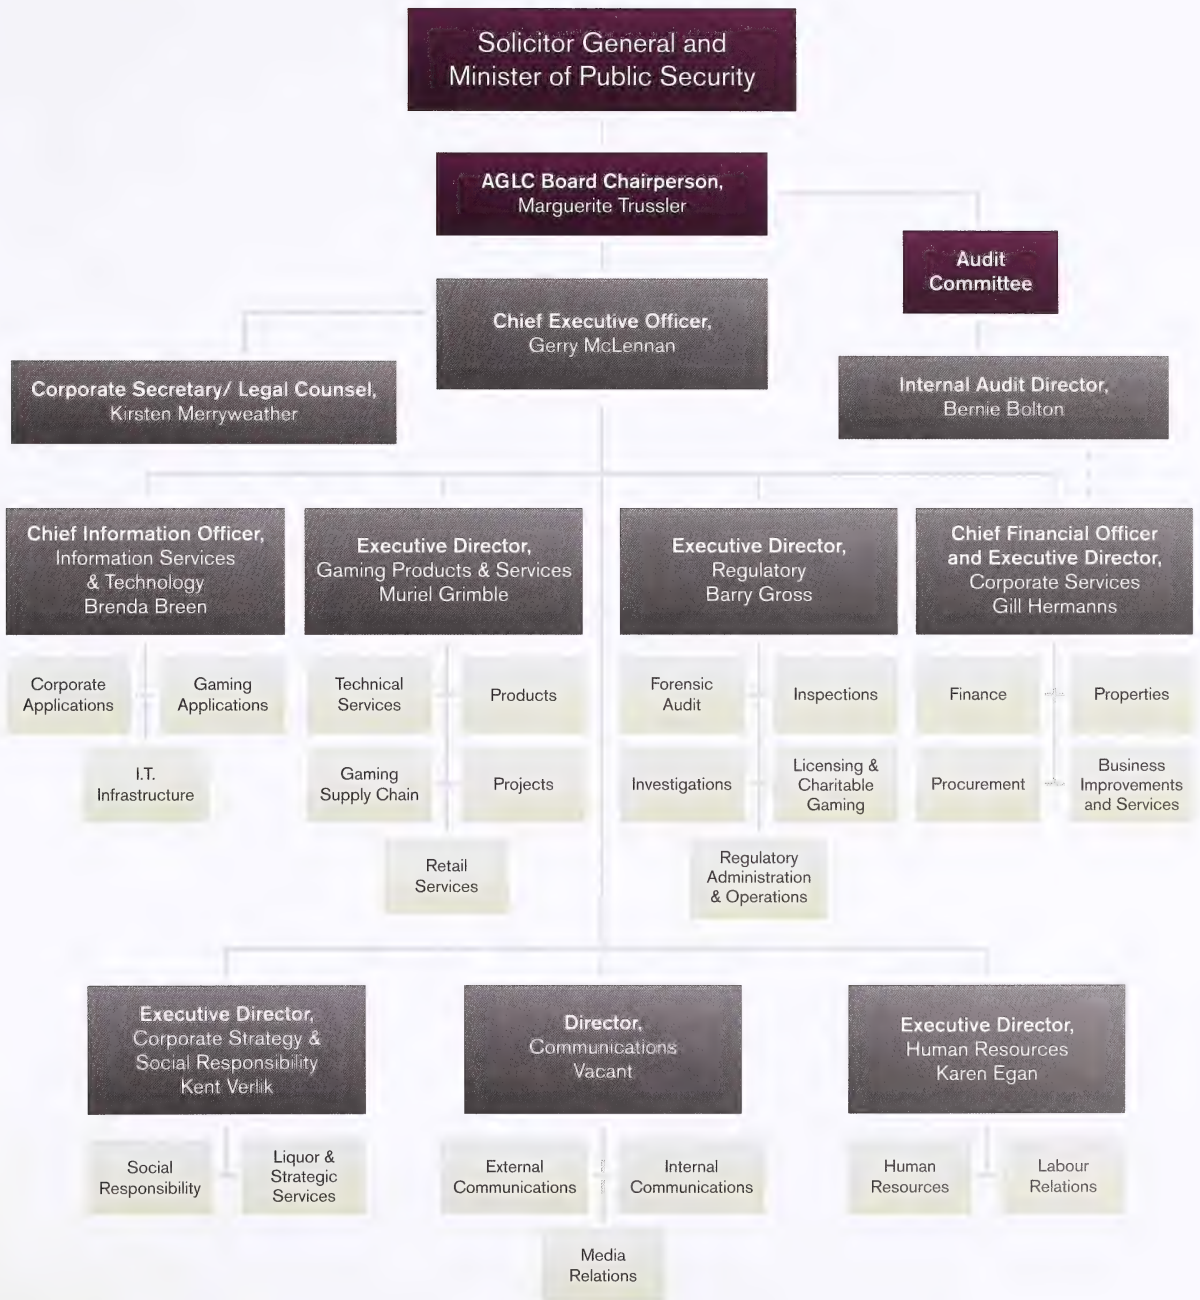 Solicitor General and
Minister of Public Security
AGLC Board Chairperson,
Marguerite Trussler
Audit
Committee
Chief Executive Officer,
Gerry McLennan
Corporate Secretary/ Legal Counsel,
Kirsten Merryweather
Internal Audit Director,
Bernie Bolton
Chief Information Officer,
Information Services
& Technology
Brenda Breen
Executive Director,
Gaming Products & Services
Muriel Grimble
Executive Director,
Regulatory
Barry Gross
Chief Financial Officer
and Executive Director,
Corporate Services
Gill Hermanns
Corporate
Applications
Gaming
Applications
I.T.
Infrastructure
Technical
Services
Products
Gaming
Supply Chain
Projects
Retail
Services
Forensic
Audit
Inspections
Investigations
Licensing &
Charitable
Gaming
Regulatory
Administration
& Operations
Finance
Properties
Procurement
Business
Improvements
and Services
Executive Director,
Corporate Strategy &
Social Responsibility
Kent Verlik
Director,
Communications
Vacant
Executive Director,
Human Resources
Karen Egan
Social
Responsibility
Liquor &
Strategic
Services
External
Communications
Internal
Communications
Media
Relations
Human
Resources
Labour
Relations